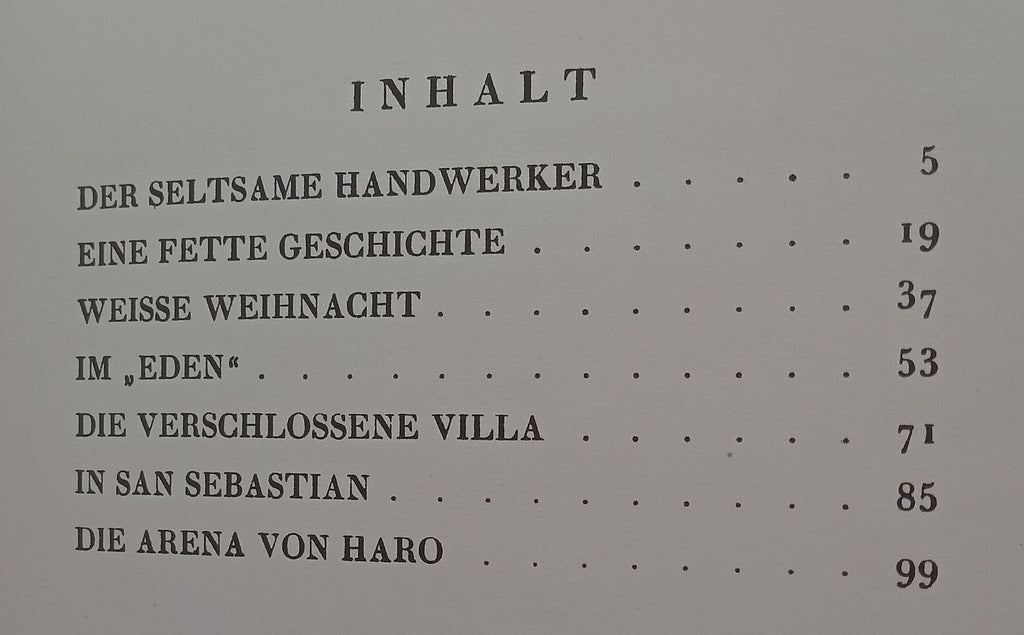 INHALT
DER SELTSAME HANDWERKER . . . . . 5
EINE FETTE GESCHICHTE . . . . . . . 19
WEISSE WEIHNACHT . . . . . . . . . 37
IM „EDEN“ . . . . . . . . . . . . . 53
DIE VERSCHLOSSENE VILLA . . . . . . 71
IN SAN SEBASTIAN . . . . . . . . . . 85
DIE ARENA VON HARO . . . . . . . . 99